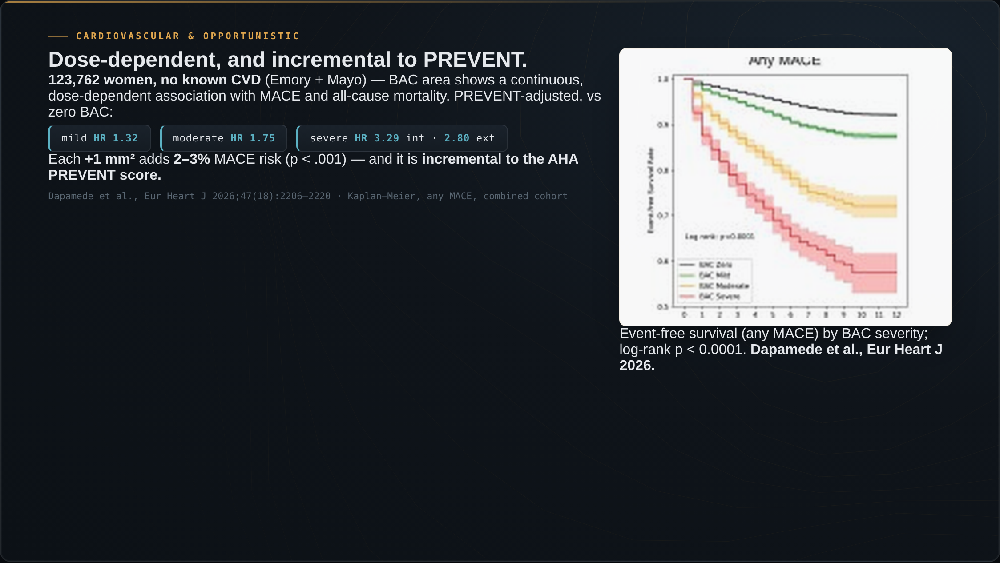 CARDIOVASCULAR & OPPORTUNISTIC
Dose-dependent, and incremental to PREVENT.
123,762 women, no known CVD (Emory + Mayo) — BAC area shows a continuous,
dose-dependent association with MACE and all-cause mortality. PREVENT-adjusted, vs
zero BAC:
mild HR 1.32
moderate HR 1.75
severe HR 3.29 int · 2.80 ext
Each +1 mm² adds 2–3% MACE risk (p < .001) — and it is incremental to the AHA
PREVENT score.
Dapamede et al., Eur Heart J 2026;47(18):2206–2220 · Kaplan–Meier, any MACE, combined cohort
Any MACE
Event-free Survival Rate
1.0
0.9
0.8
0.7
0.6
0.5
Log rank:
BAC Zero
BAC Mild
BAC Moderate
BAC Severe
0 1 2 3 4 5 6 7 8 9 10 11 12
Event-free survival (any MACE) by BAC severity;
log-rank p < 0.0001. Dapamede et al., Eur Heart J
2026.